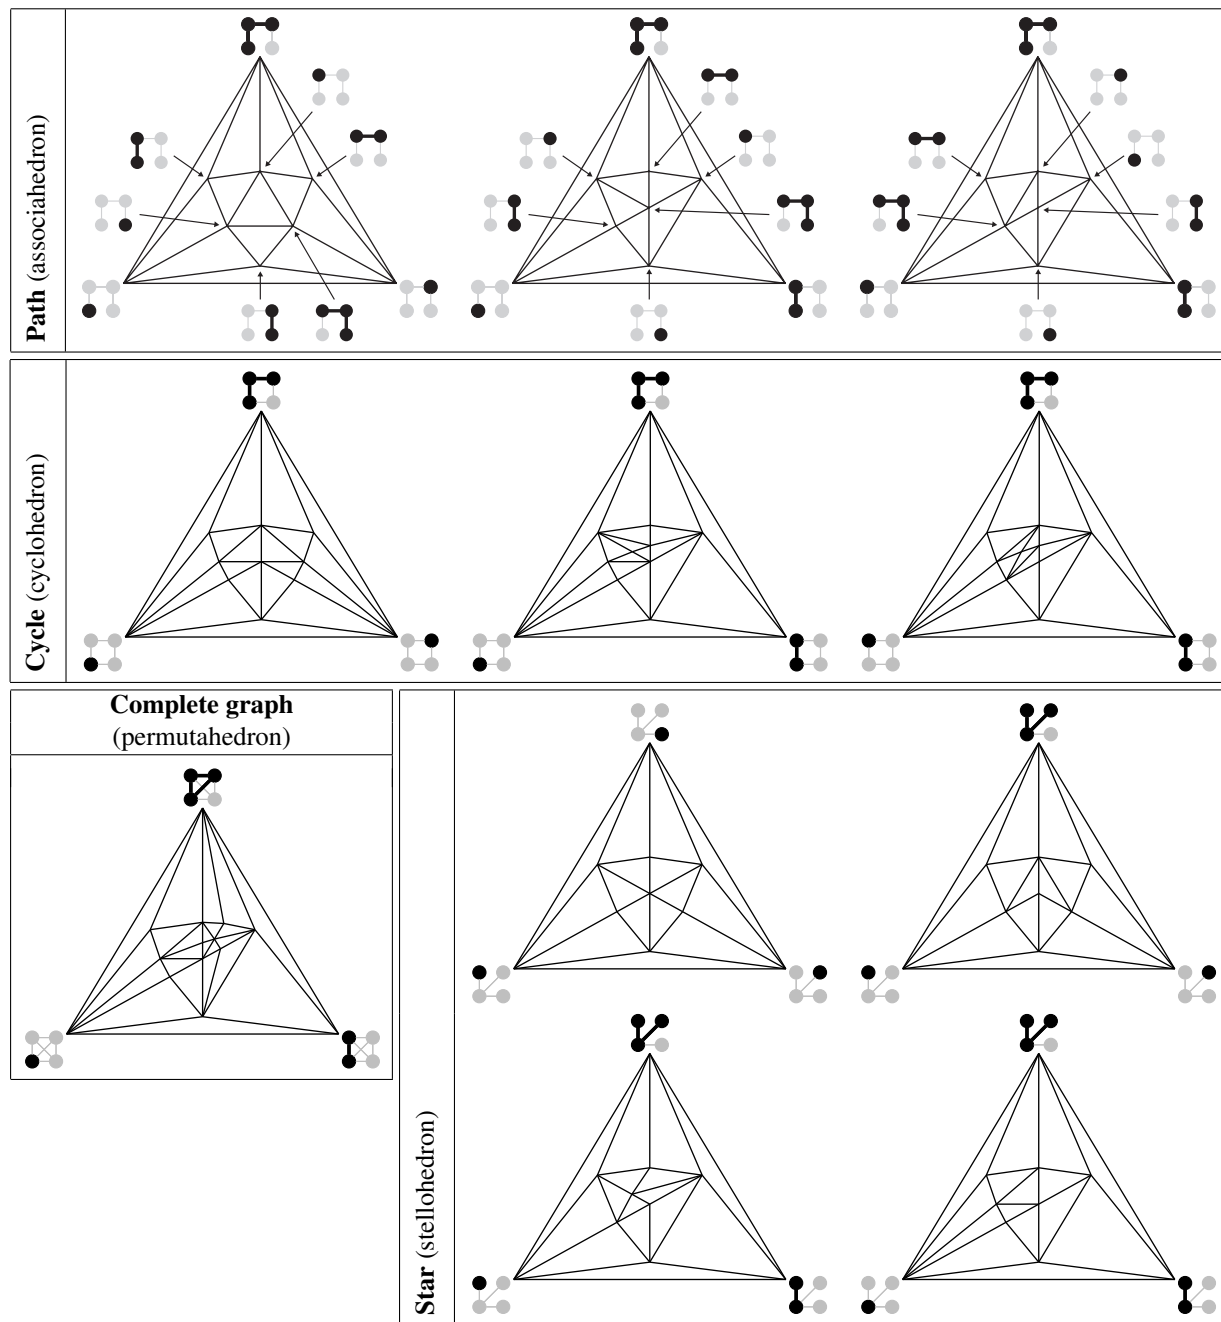 Path (associahedron)
Cycle (cyclohedron)
Complete graph
(permutahedron)
Star (stellohedron)